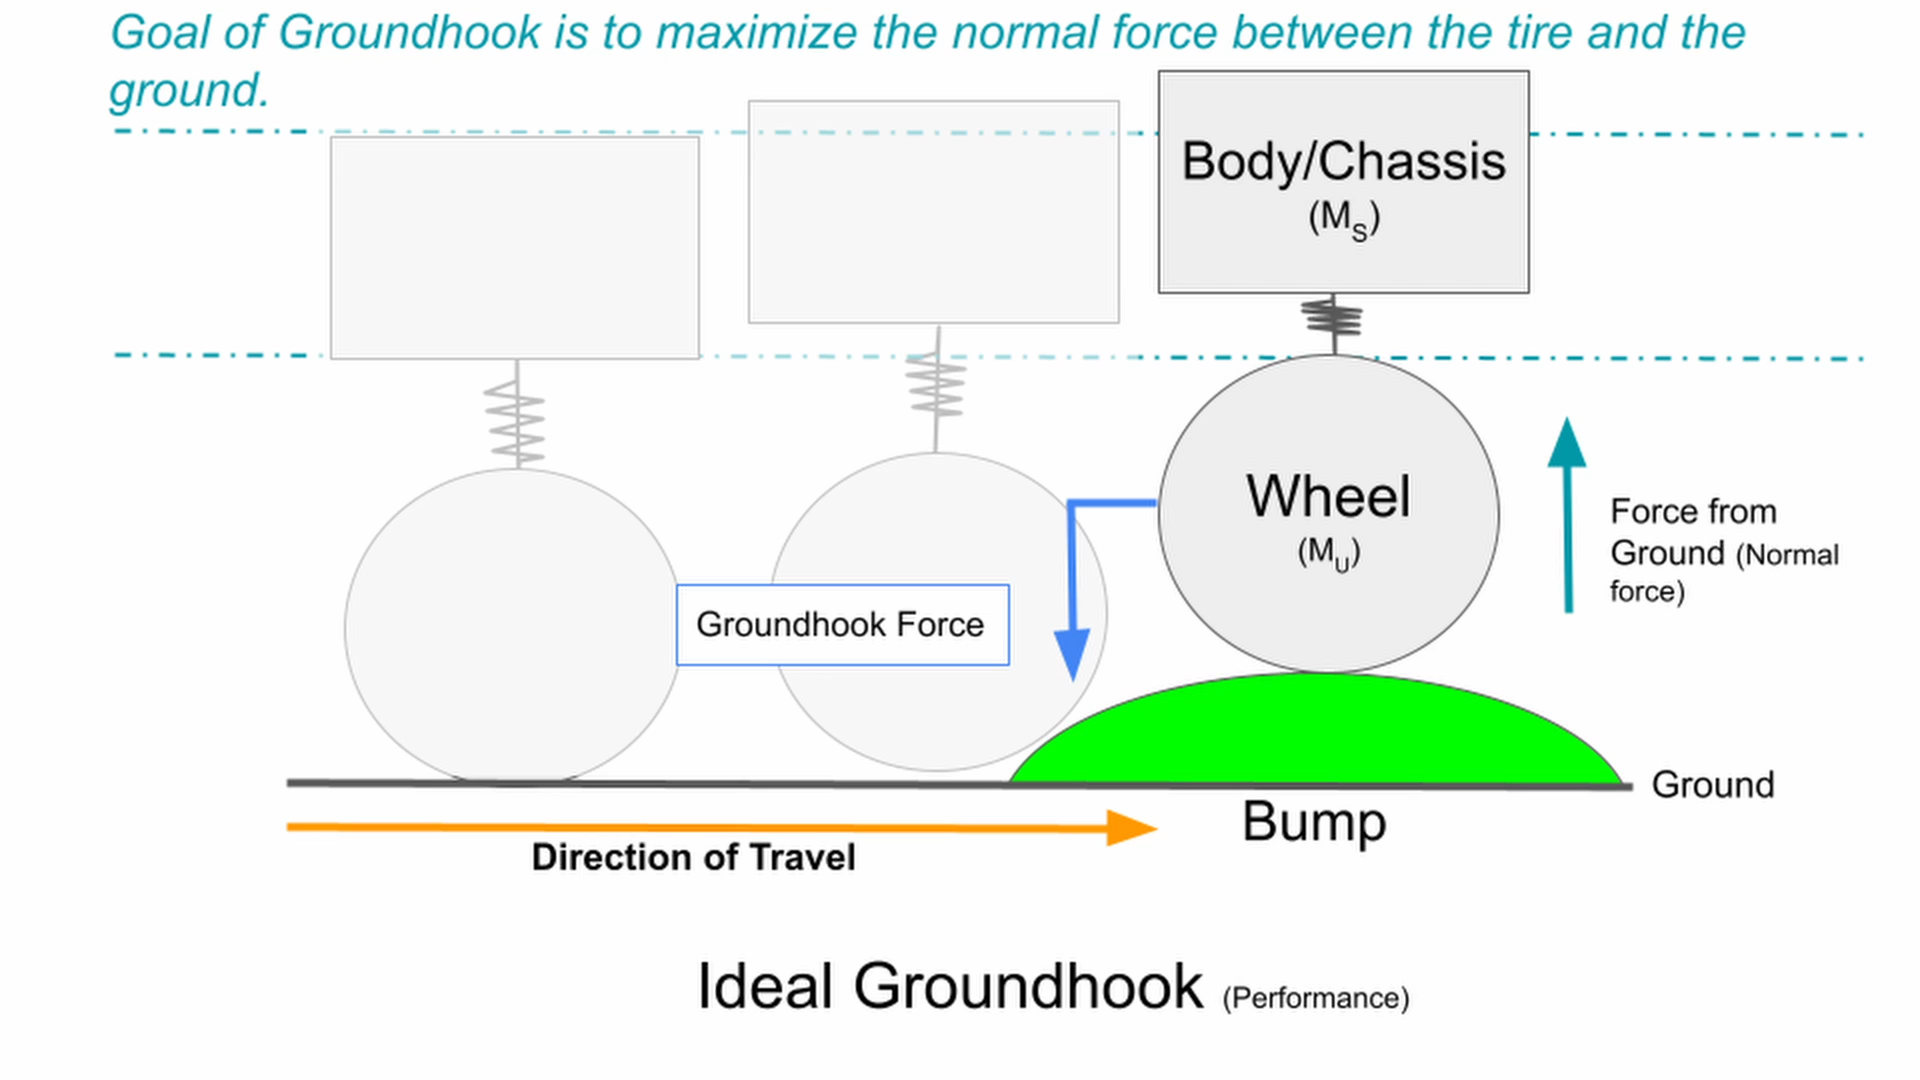 Goal of Groundhook is to maximize the normal force between the tire and the
ground.
Body/Chassis
(MS)
Wheel
(MU)
Force from
Ground (Normal
force)
Groundhook Force
Ground
Bump
Direction of Travel
Ideal Groundhook (Performance)